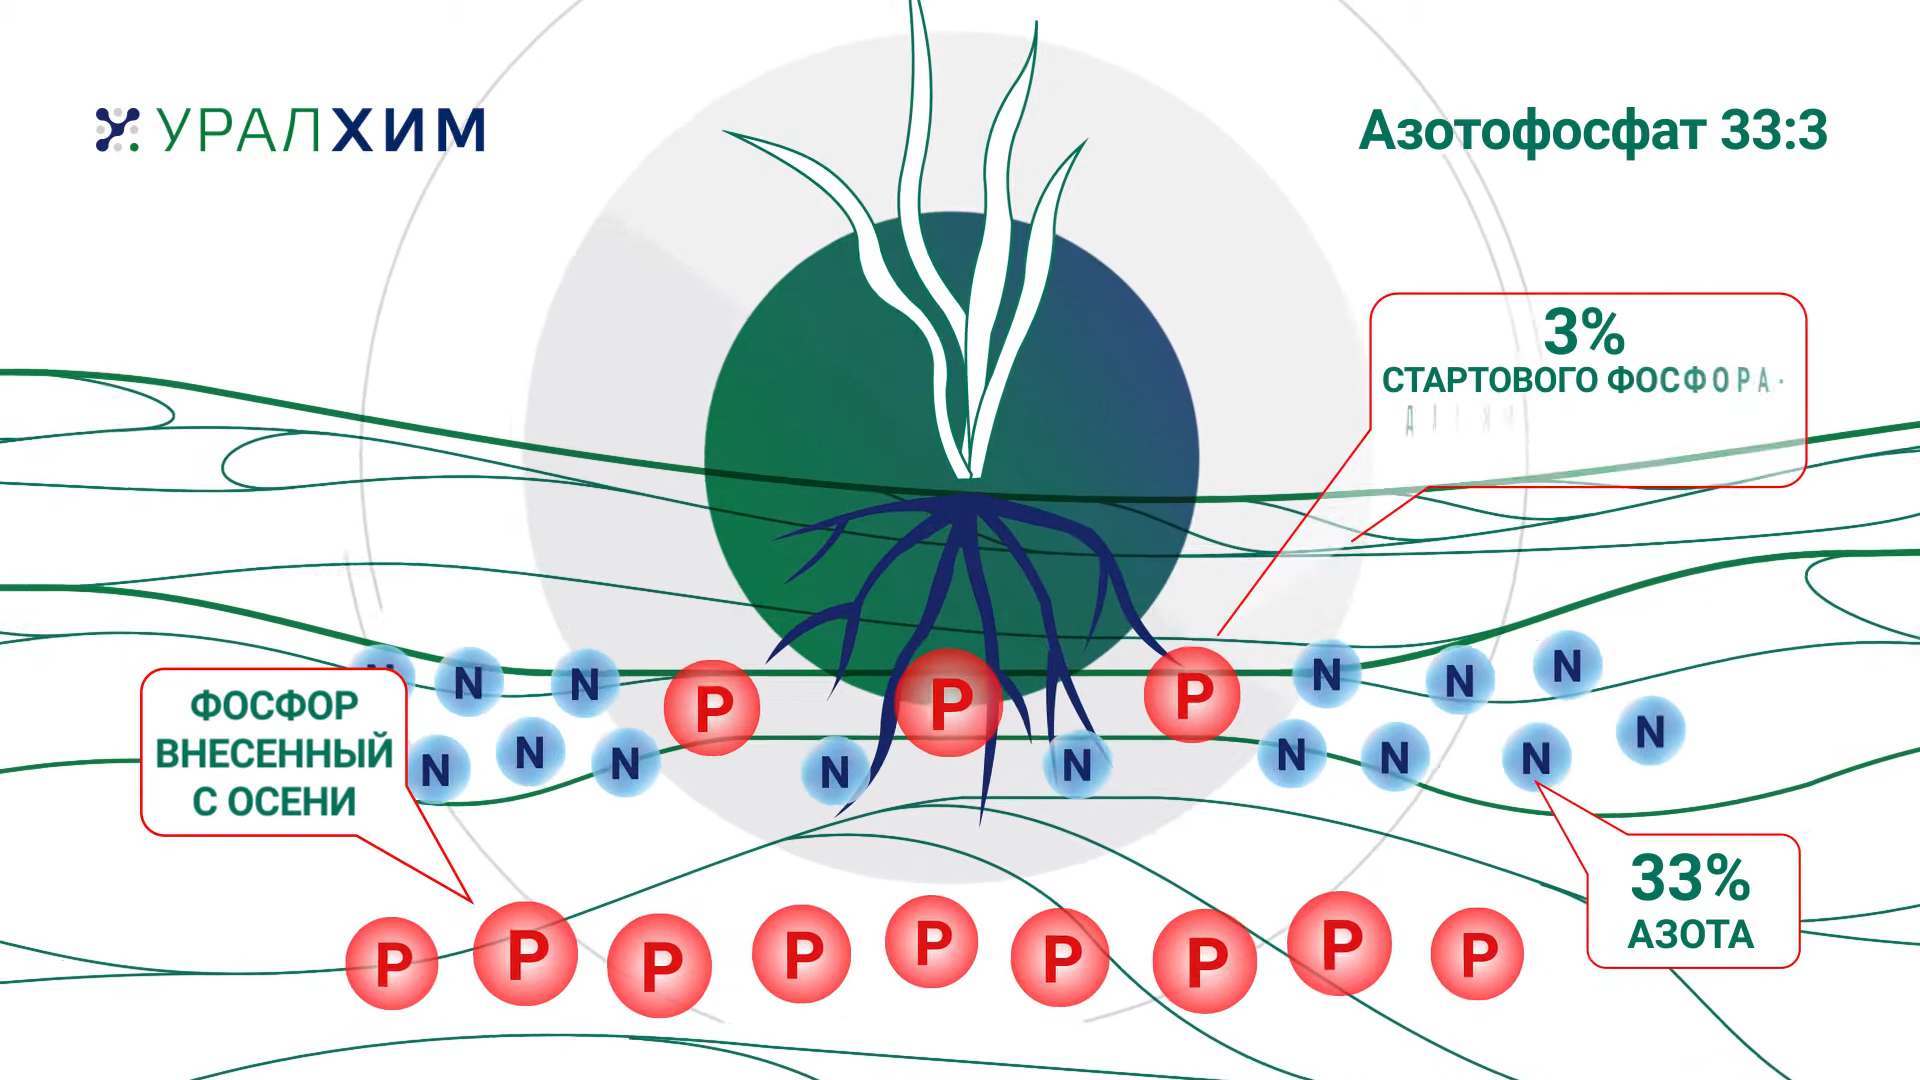 УРАЛХИМ
Азотофосфат 33:3
3%
СТАРТОВОГО ФОСФОРА-
N N N P P P N N N
ФОСФОР
ВНЕСЕННЫЙ
С ОСЕНИ
N N N N N N N N N
33%
АЗОТА
P P P P P P P P P